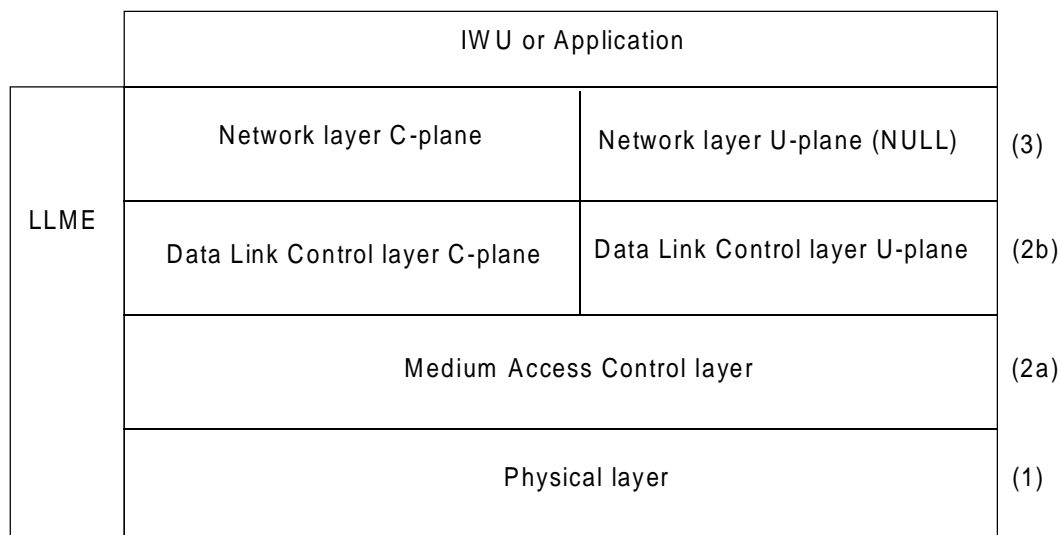 IWU or Application
Network layer C-plane
Network layer U-plane (NULL)
(3)
LLME
Data Link Control layer C-plane
Data Link Control layer U-plane
(2b)
Medium Access Control layer
(2a)
Physical layer
(1)